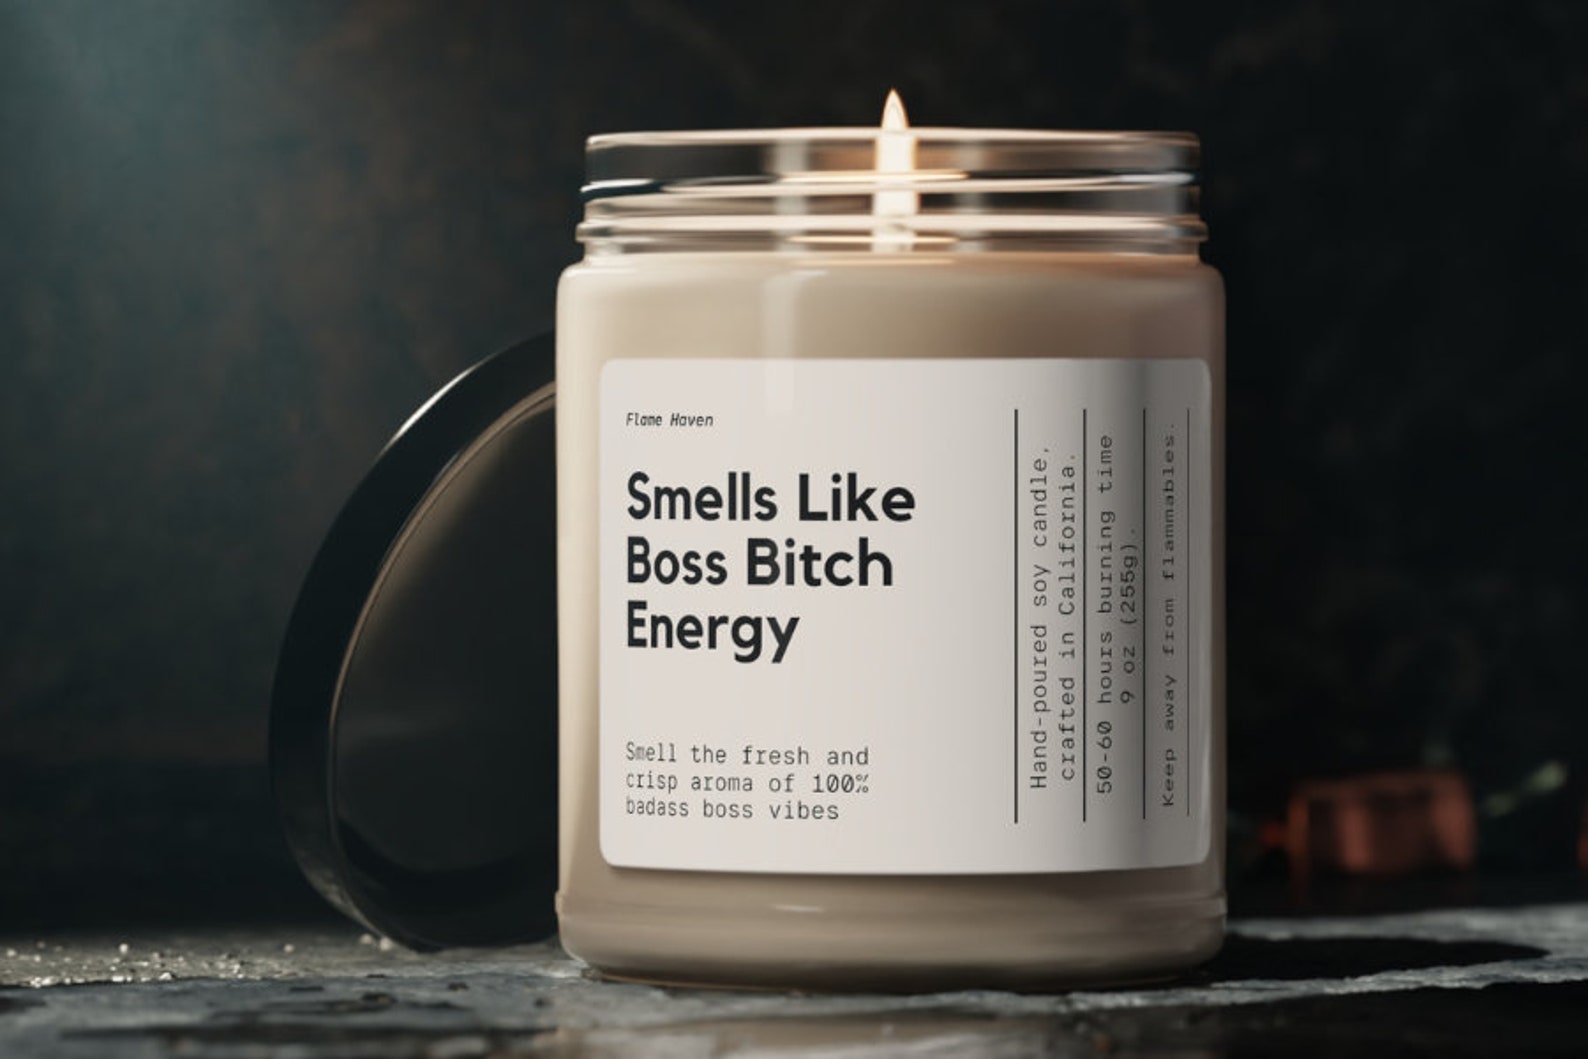 Flame Haven
Smells Like
Boss Bitch
Energy
Smell the fresh and
crisp aroma of 100%
badass boss vibes
Hand-poured soy candle,
crafted in California.
50-60 hours burning time
9 oz (255g).
Keep away from flammables.